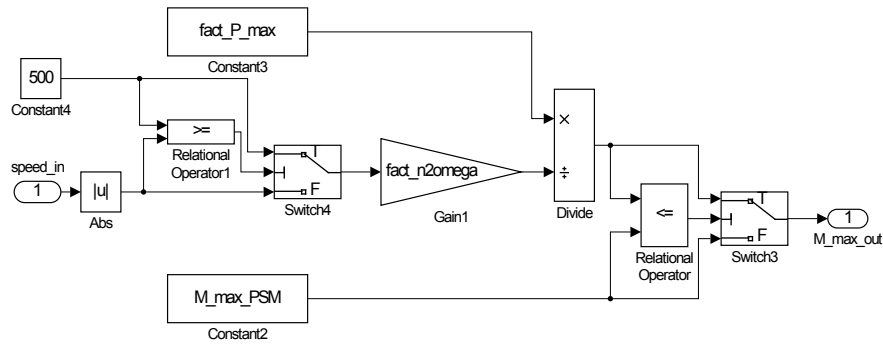 fact_P_max
Constant3
500
Constant4
>=
Relational
Operator1
speed_in
1
|u|
Abs
T
F
Switch4
fact_n2omega
Gain1
×
÷
Divide
<=
Relational
Operator
T
F
Switch3
1
M_max_out
M_max_PSM
Constant2